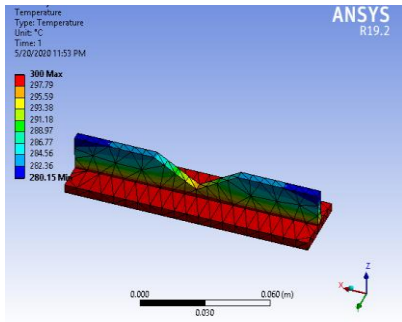 Temperature
Type: Temperature
Unit: °C
Time: 1
5/20/2020 11:53 PM
ANSYS
R19.2
300 Max
297.79
295.59
293.38
291.18
288.97
286.77
284.56
282.36
280.15 Min
Z
X
Y
0.000
0.060 (m)
0.030